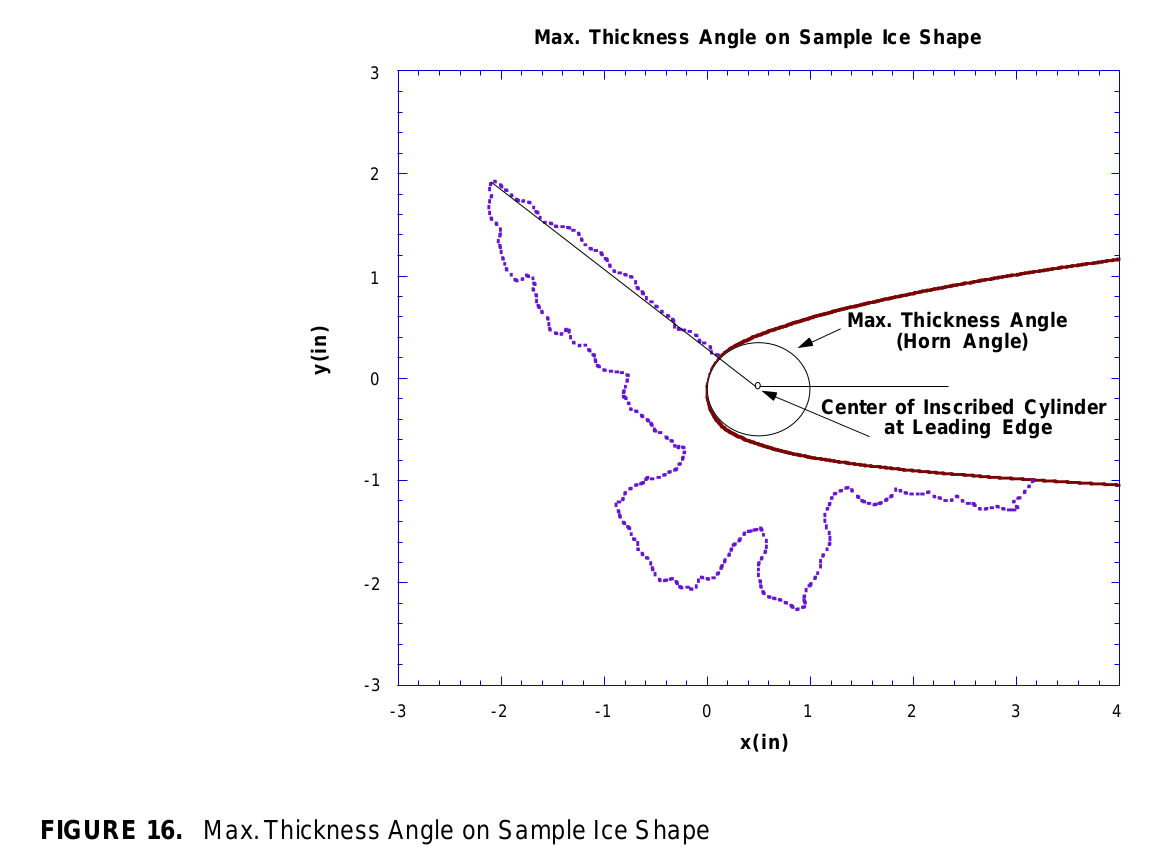 Max. Thickness Angle on Sample Ice Shape
3
2
1
0
-1
-2
-3
y(in)
Max. Thickness Angle
(Horn Angle)
Center of Inscribed Cylinder
at Leading Edge
-3 -2 -1 0 1 2 3 4
x(in)
FIGURE 16. Max. Thickness Angle on Sample Ice Shape